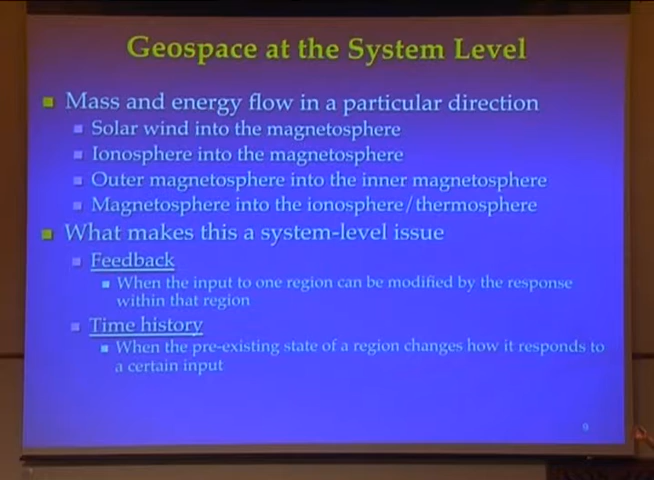 Geospace at the System Level
Mass and energy flow in a particular direction
Solar wind into the magnetosphere
Ionosphere into the magnetosphere
Outer magnetosphere into the inner magnetosphere
Magnetosphere into the ionosphere/thermosphere
What makes this a system-level issue
Feedback
When the input to one region can be modified by the response
within that region
Time history
When the pre-existing state of a region changes how it responds to
a certain input
9